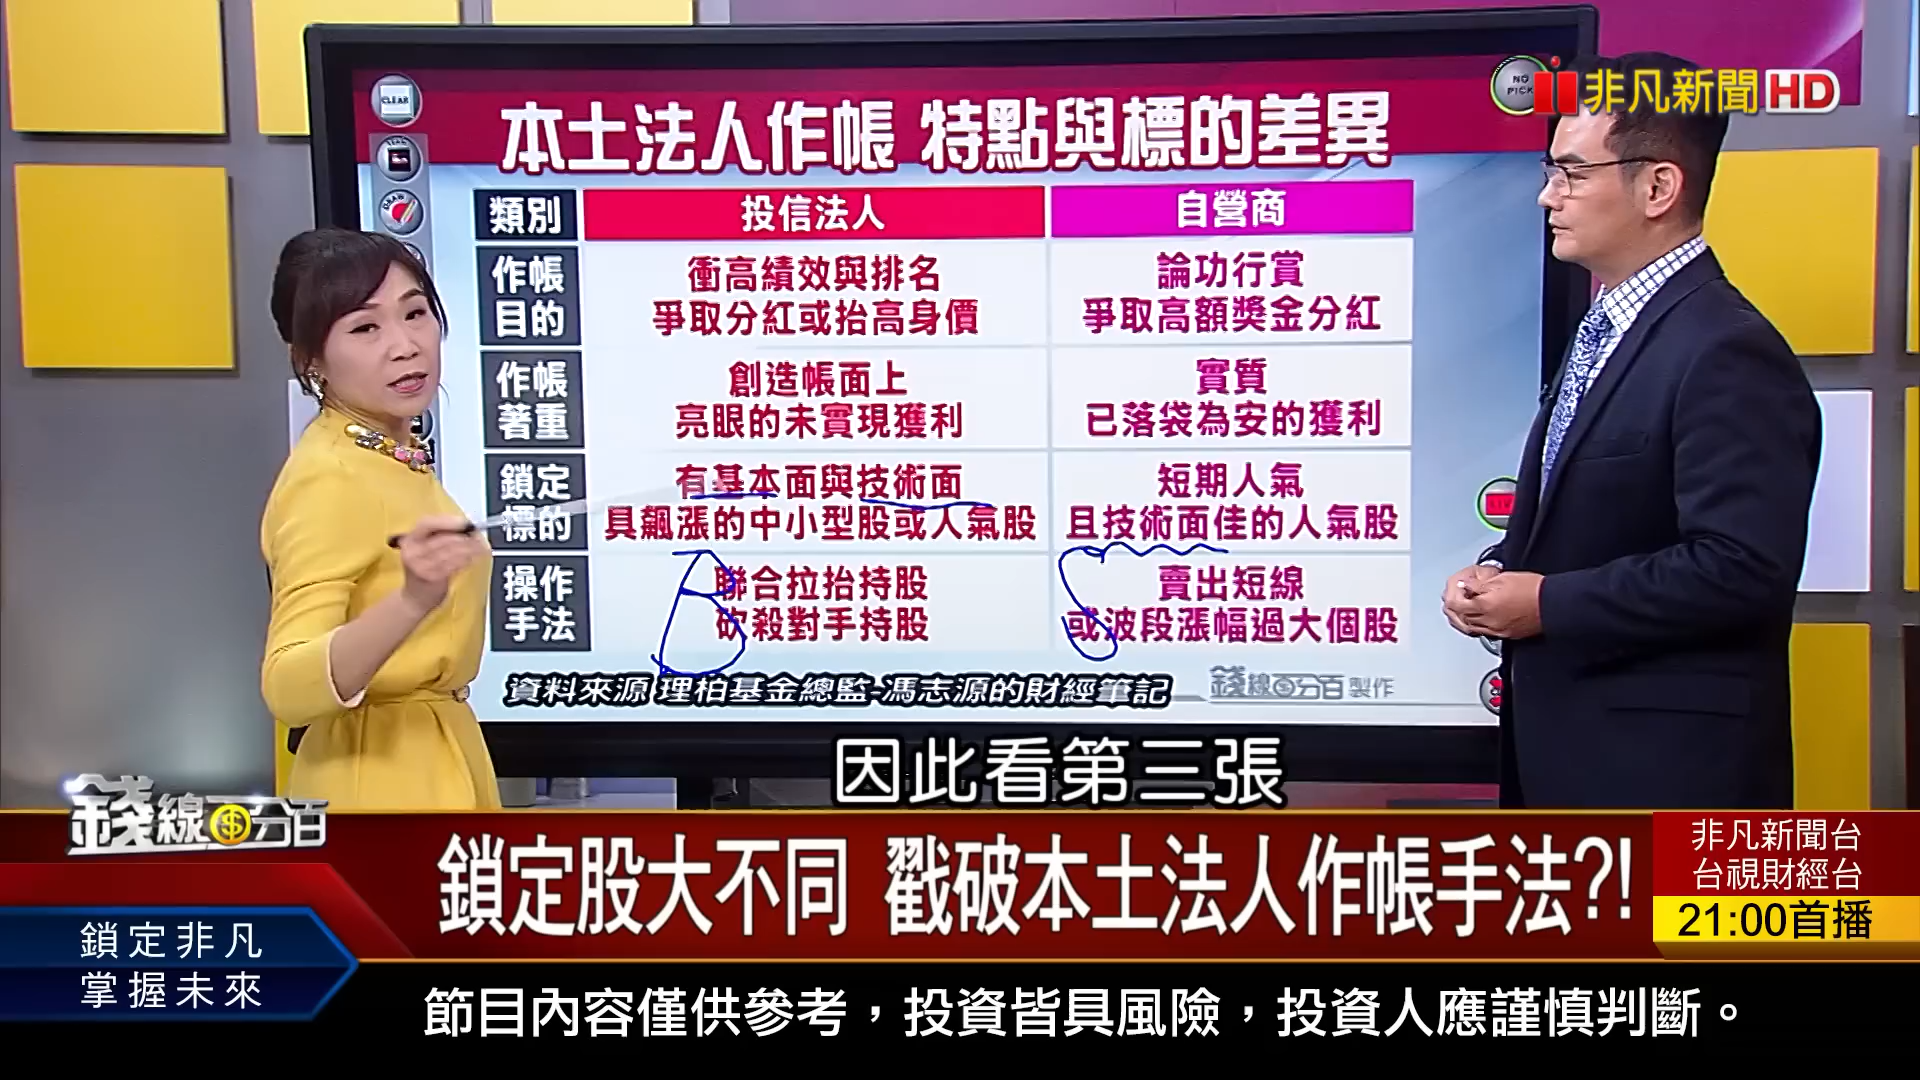 CLEAR
NO
PICK
非凡新聞HD
DRAW
本土法人作帳 特點與標的差異
類別
投信法人
自營商
作帳
目的
衝高績效與排名
爭取分紅或抬高身價
論功行賞
爭取高額獎金分紅
作帳
著重
創造帳面上
亮眼的未實現獲利
實質
已落袋為安的獲利
鎖定
標的
有基本面與技術面
具飆漲的中小型股或人氣股
短期人氣
且技術面佳的人氣股
操作
手法
聯合拉抬持股
砍殺對手持股
賣出短線
或波段漲幅過大個股
B
S
資料來源 理柏基金總監-馮志源的財經筆記
錢線百分百 製作
因此看第三張
錢線百分百
鎖定股大不同 戳破本土法人作帳手法?!
非凡新聞台
台視財經台
21:00首播
鎖定非凡
掌握未來
節目內容僅供參考，投資皆具風險，投資人應謹慎判斷。